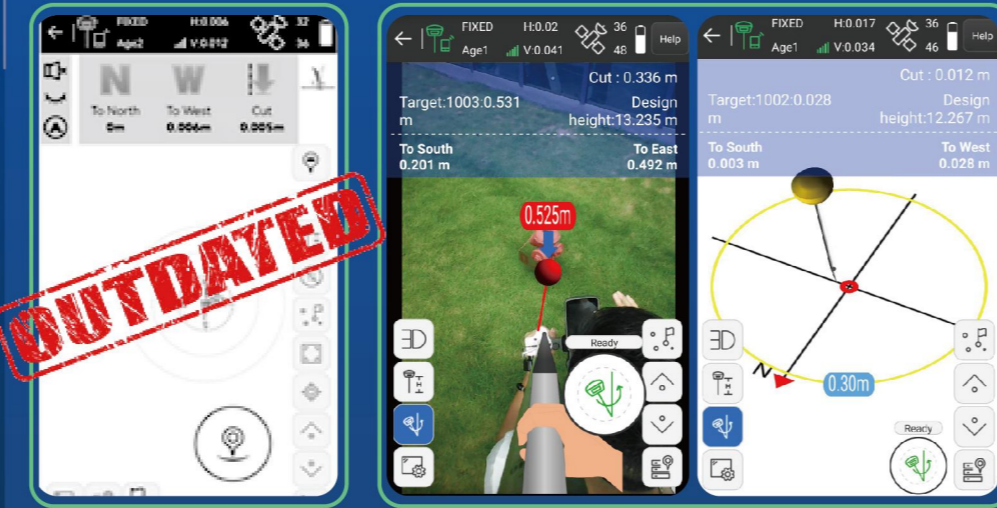 FIXED H:0.006 32
Age2 V:0.012 36
N W
To North To West Cut
0m 0.006m 0.005m
OUTDATED
FIXED H:0.02 36
Age1 V:0.041 48
Help
Cut : 0.336 m
Target:1003:0.531 Design
m height:13.235 m
To South To East
0.201 m 0.492 m
0.525m
Ready
FIXED H:0.017 36
Age1 V:0.034 46
Help
Cut : 0.012 m
Target:1002:0.028 Design
m height:12.267 m
To South To West
0.003 m 0.028 m
N
0.30m
Ready